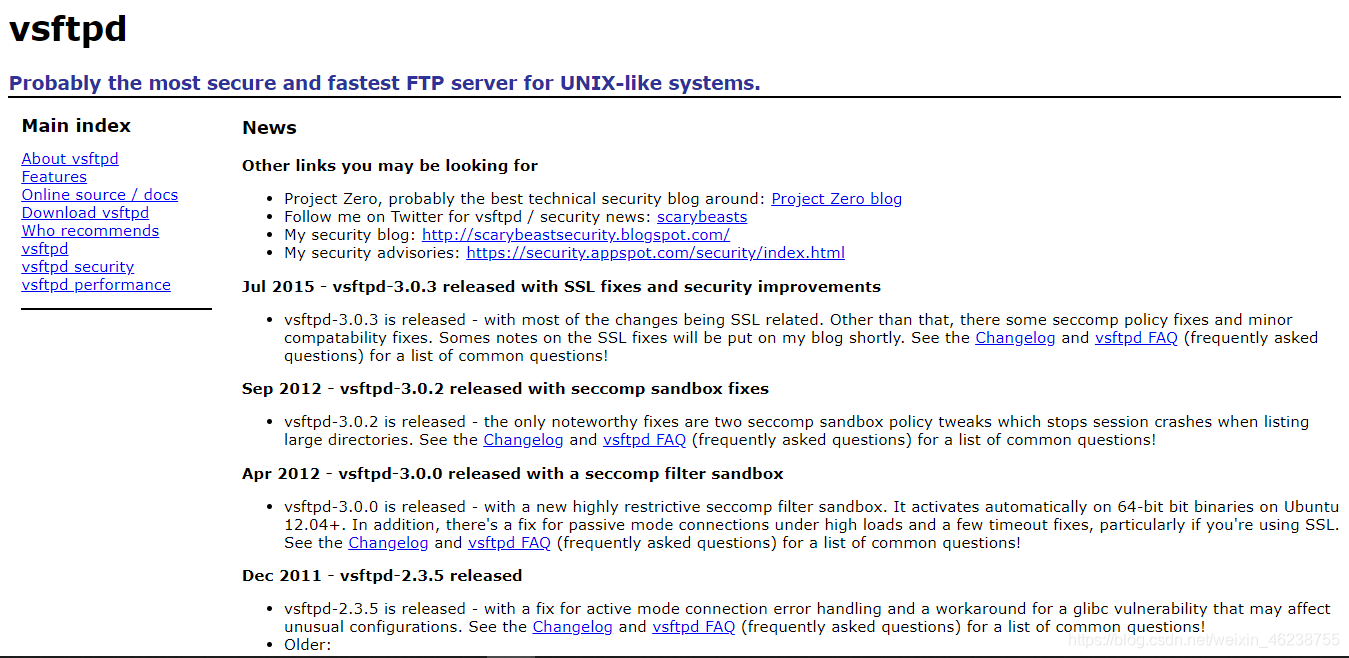 vsftpd
Probably the most secure and fastest FTP server for UNIX-like systems.
Main index
About vsftpd
Features
Online source / docs
Download vsftpd
Who recommends
vsftpd
vsftpd security
vsftpd performance
News
Other links you may be looking for
• Project Zero, probably the best technical security blog around: Project Zero blog
• Follow me on Twitter for vsftpd / security news: scarybeasts
• My security blog: http://scarybeastsecurity.blogspot.com/
• My security advisories: https://security.appspot.com/security/index.html
Jul 2015 - vsftpd-3.0.3 released with SSL fixes and security improvements
• vsftpd-3.0.3 is released - with most of the changes being SSL related. Other than that, there some seccomp policy fixes and minor
compatability fixes. Somes notes on the SSL fixes will be put on my blog shortly. See the Changelog and vsftpd FAQ (frequently asked
questions) for a list of common questions!
Sep 2012 - vsftpd-3.0.2 released with seccomp sandbox fixes
• vsftpd-3.0.2 is released - the only noteworthy fixes are two seccomp sandbox policy tweaks which stops session crashes when listing
large directories. See the Changelog and vsftpd FAQ (frequently asked questions) for a list of common questions!
Apr 2012 - vsftpd-3.0.0 released with a seccomp filter sandbox
• vsftpd-3.0.0 is released - with a new highly restrictive seccomp filter sandbox. It activates automatically on 64-bit bit binaries on Ubuntu
12.04+. In addition, there's a fix for passive mode connections under high loads and a few timeout fixes, particularly if you're using SSL.
See the Changelog and vsftpd FAQ (frequently asked questions) for a list of common questions!
Dec 2011 - vsftpd-2.3.5 released
• vsftpd-2.3.5 is released - with a fix for active mode connection error handling and a workaround for a glibc vulnerability that may affect
unusual configurations. See the Changelog and vsftpd FAQ (frequently asked questions) for a list of common questions!
• Older:
https://blog.csdn.net/weixin_46238755